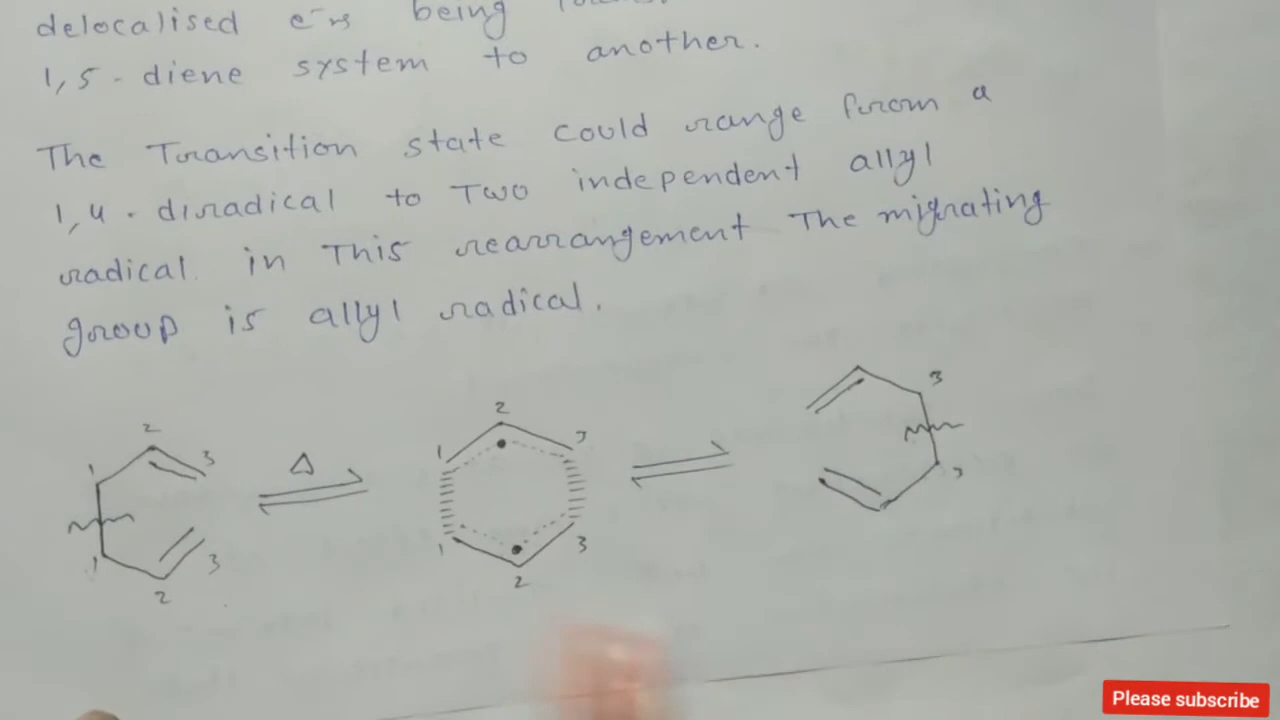 delocalised e⁻rs being
1,5 - diene system to another.
The Transition state could range from a
1,4 - diradical to Two independent allyl
radical. in This rearrangement The migrating
group is allyl radical.
2 3
1 2
1 3 Δ 1 3
1 3 1 3 3
2 2
Please subscribe